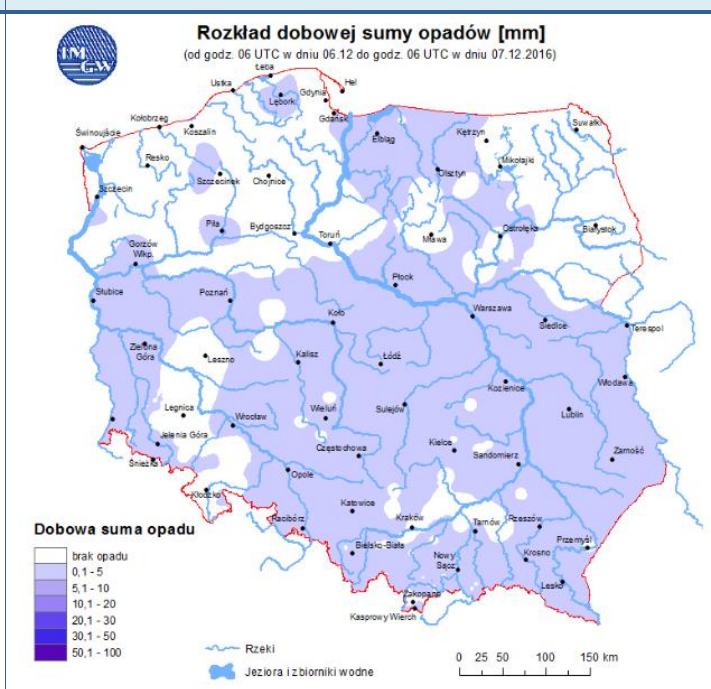 Rozkład dobowej sumy opadów [mm]
(od godz. 06 UTC w dniu 06.12 do godz. 06 UTC w dniu 07.12.2016)
IM
GW
Łeba
Ustka
Hel
Lębork
Gdynia
Gdańsk
Kołobrzeg
Koszalin
Świnoujście
Elbląg
Kętrzyn
Suwałki
Resko
Szczecinek
Chojnice
Olsztyn
Mikołajki
Szczecin
Piła
Bydgoszcz
Toruń
Mława
Ostrołęka
Białystok
Gorzów
Wlkp.
Płock
Słubice
Poznań
Koło
Warszawa
Siedlce
Terespol
Zielona
Góra
Leszno
Kalisz
Łódź
Kozienice
Włodawa
Legnica
Wrocław
Wieluń
Sulejów
Lublin
Jelenia Góra
Śnieżka
Częstochowa
Kielce
Sandomierz
Zamość
Kłodzko
Opole
Katowice
Kraków
Tarnów
Rzeszów
Racibórz
Przemyśl
Bielsko-Biała
Nowy
Sącz
Krosno
Lesko
Zakopane
Kasprowy Wierch
Dobowa suma opadu
brak opadu
0,1 - 5
5,1 - 10
10,1 - 20
20,1 - 30
30,1 - 50
50,1 - 100
Rzeki
Jeziora i zbiorniki wodne
0 25 50 100 150 km